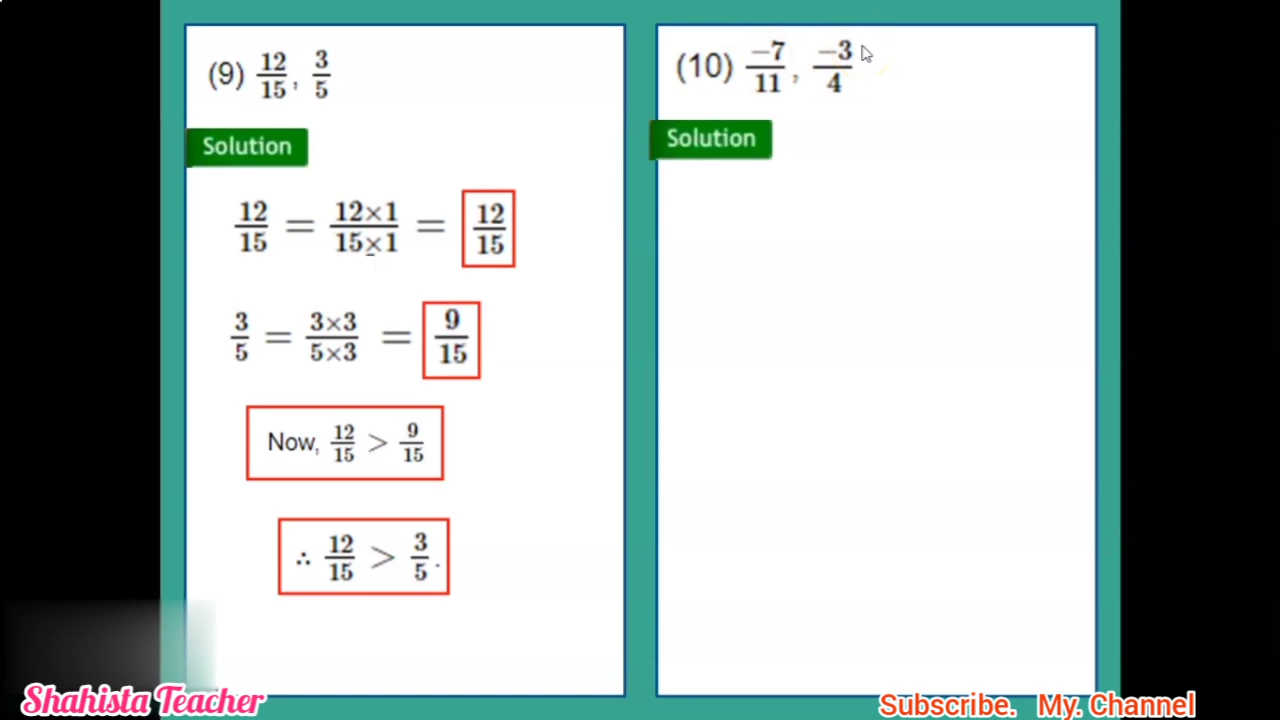 (9) 12/15, 3/5
Solution
12/15 = 12×1/15×1 = 12/15
3/5 = 3×3/5×3 = 9/15
Now, 12/15 > 9/15
∴ 12/15 > 3/5.
(10) −7/11, −3/4
Solution
Shahista Teacher
Subscribe. My. Channel